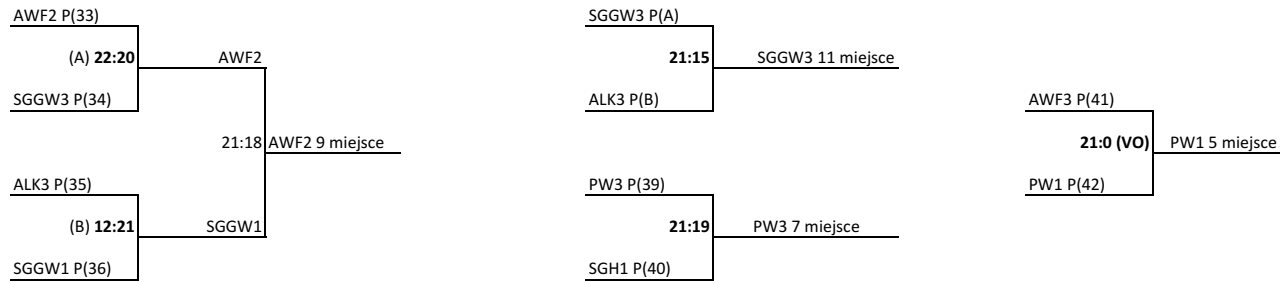 AWF2 P(33)
(A) 22:20
AWF2
SGGW3 P(34)
21:18 AWF2 9 miejsce
ALK3 P(35)
(B) 12:21
SGGW1
SGGW1 P(36)
SGGW3 P(A)
21:15
SGGW3 11 miejsce
ALK3 P(B)
PW3 P(39)
21:19
PW3 7 miejsce
SGH1 P(40)
AWF3 P(41)
21:0 (VO)
PW1 5 miejsce
PW1 P(42)